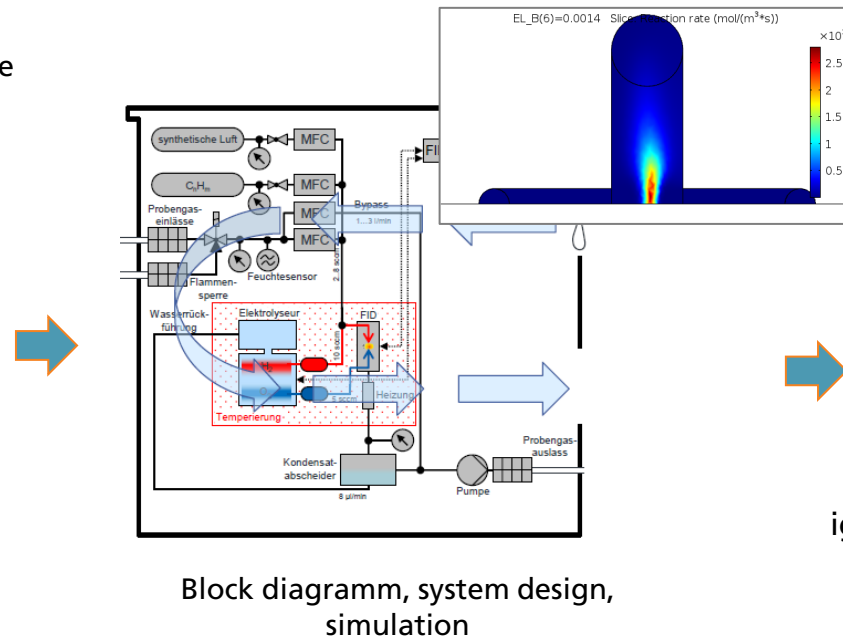 e
EL_B(6)=0.0014 Slice: Reaction rate (mol/(m³*s))
2.5
2
1.5
1
0.5
synthetische Luft
MFC
CₙHₘ
MFC
Probengas-
einlässe
MFC
Bypass
1...3 l/min
MFC
Feuchtesensor
Flammen-
sperre
2..8 sccm
Wasserrück-
führung
Elektrolyseur
FID
10 sccm
H₂
5 sccm
Heizung
Temperierung
Kondensat-
abscheider
8 µl/min
Pumpe
Probengas-
auslass
ig
Block diagramm, system design,
simulation